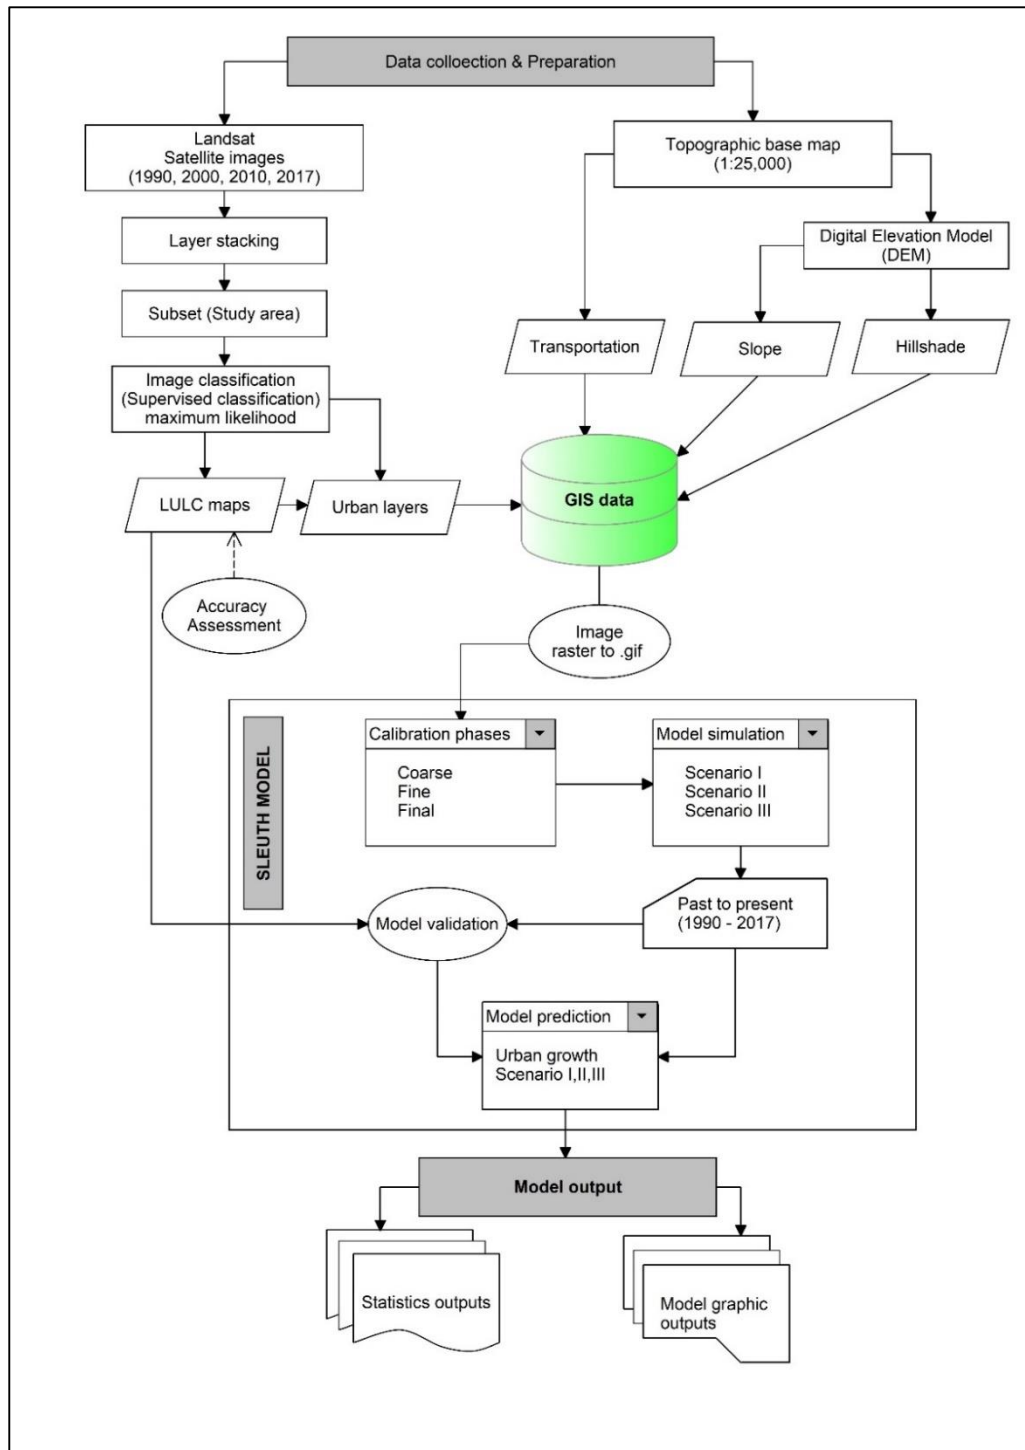 Data colloection & Preparation
Landsat
Satellite images
(1990, 2000, 2010, 2017)
Topographic base map
(1:25,000)
Layer stacking
Digital Elevation Model
(DEM)
Subset (Study area)
Transportation
Slope
Hillshade
Image classification
(Supervised classification)
maximum likelihood
LULC maps
Urban layers
GIS data
Accuracy
Assessment
Image
raster to .gif
SLEUTH MODEL
Calibration phases
Coarse
Fine
Final
Model simulation
Scenario I
Scenario II
Scenario III
Model validation
Past to present
(1990 - 2017)
Model prediction
Urban growth
Scenario I,II,III
Model output
Statistics outputs
Model graphic
outputs